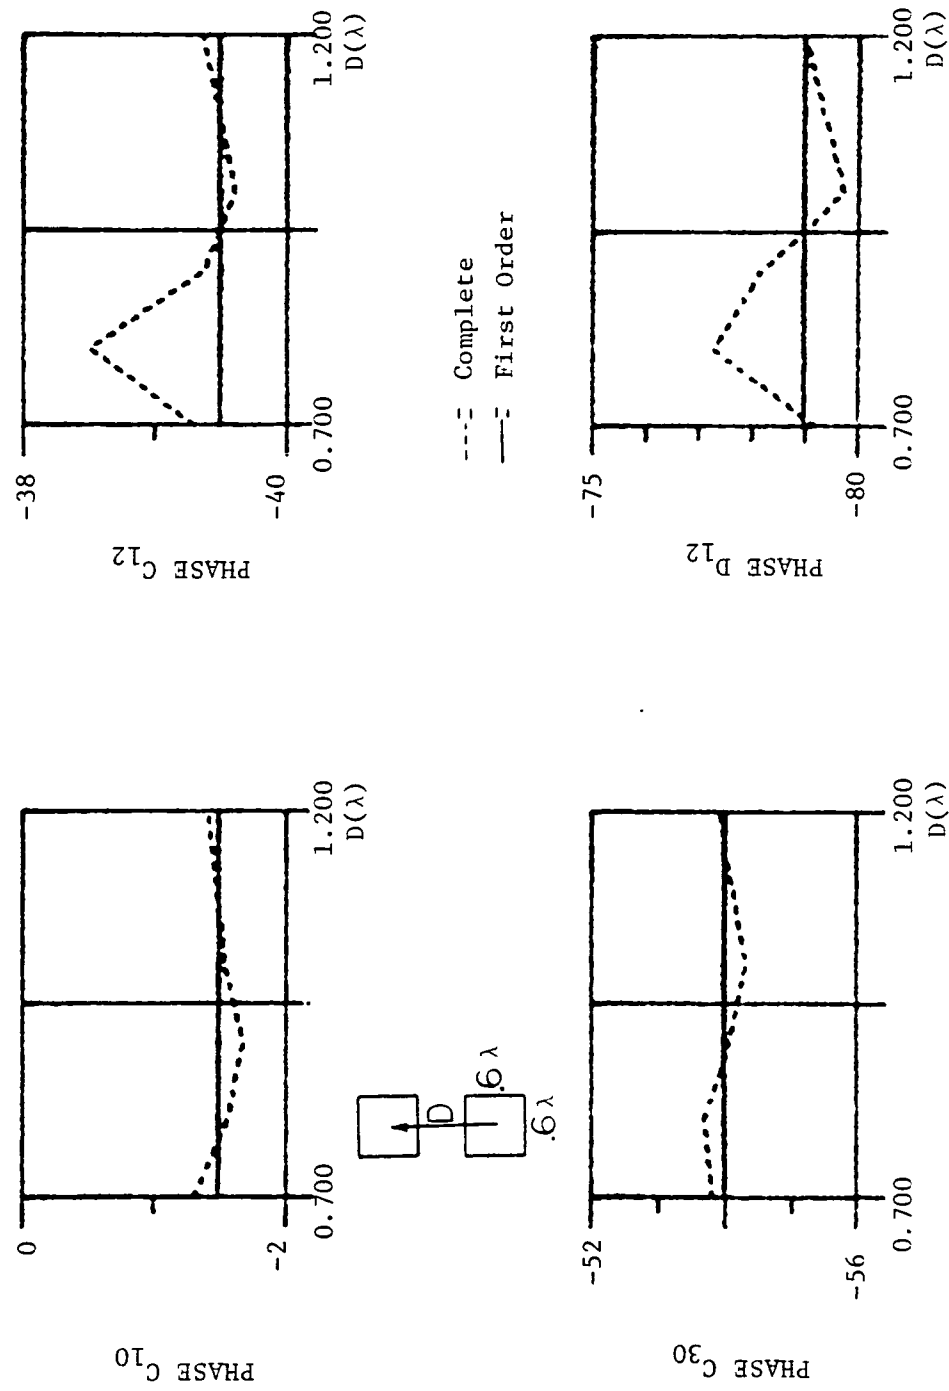 0
-2
0.700
1.200
D(λ)
PHASE C10
-38
-40
0.700
1.200
D(λ)
PHASE C12
D
.6λ
.6λ
----: Complete
——: First Order
-52
-56
0.700
1.200
D(λ)
PHASE C30
-75
-80
0.700
1.200
D(λ)
PHASE D12